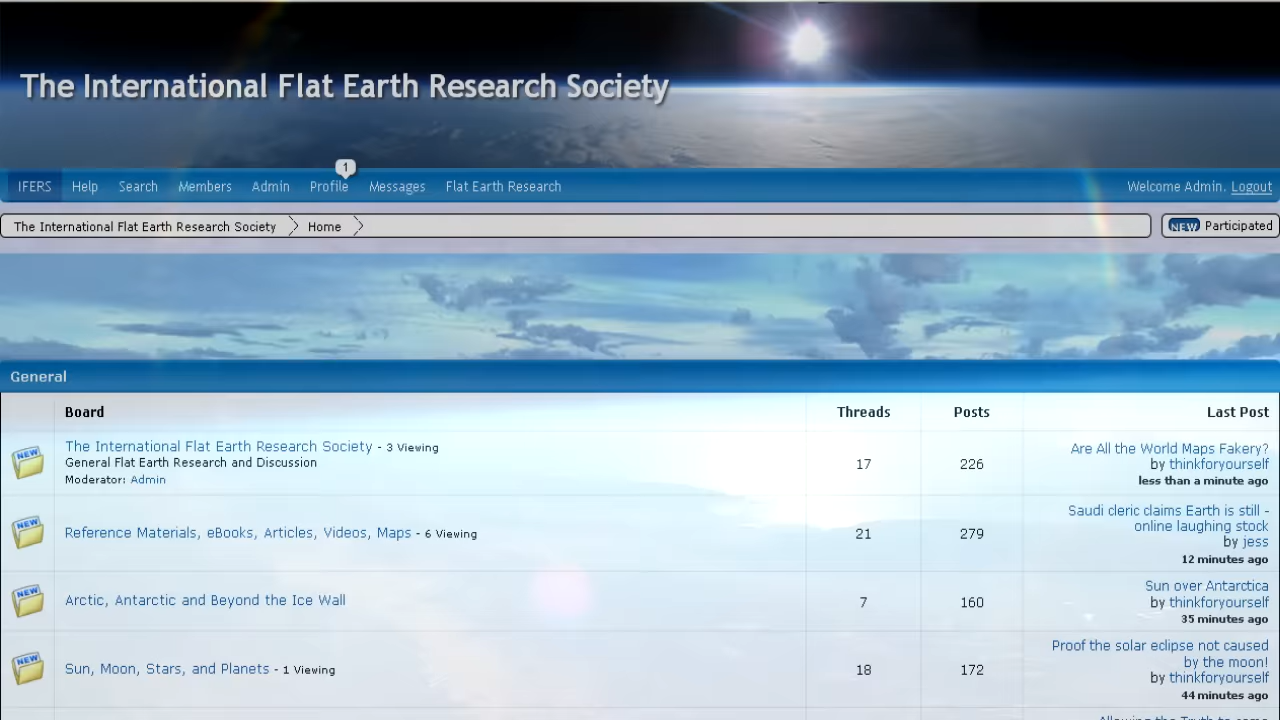 The International Flat Earth Research Society
1
IFERS Help Search Members Admin Profile Messages Flat Earth Research Welcome Admin. Logout
The International Flat Earth Research Society Home NEW Participated
General
Board Threads Posts Last Post
NEW
The International Flat Earth Research Society - 3 Viewing
General Flat Earth Research and Discussion
Moderator: Admin
17 226
Are All the World Maps Fakery?
by thinkforyourself
less than a minute ago
NEW
Reference Materials, eBooks, Articles, Videos, Maps - 6 Viewing
21 279
Saudi cleric claims Earth is still -
online laughing stock
by jess
12 minutes ago
NEW
Arctic, Antarctic and Beyond the Ice Wall
7 160
Sun over Antarctica
by thinkforyourself
35 minutes ago
NEW
Sun, Moon, Stars, and Planets - 1 Viewing
18 172
Proof the solar eclipse not caused
by the moon!
by thinkforyourself
44 minutes ago